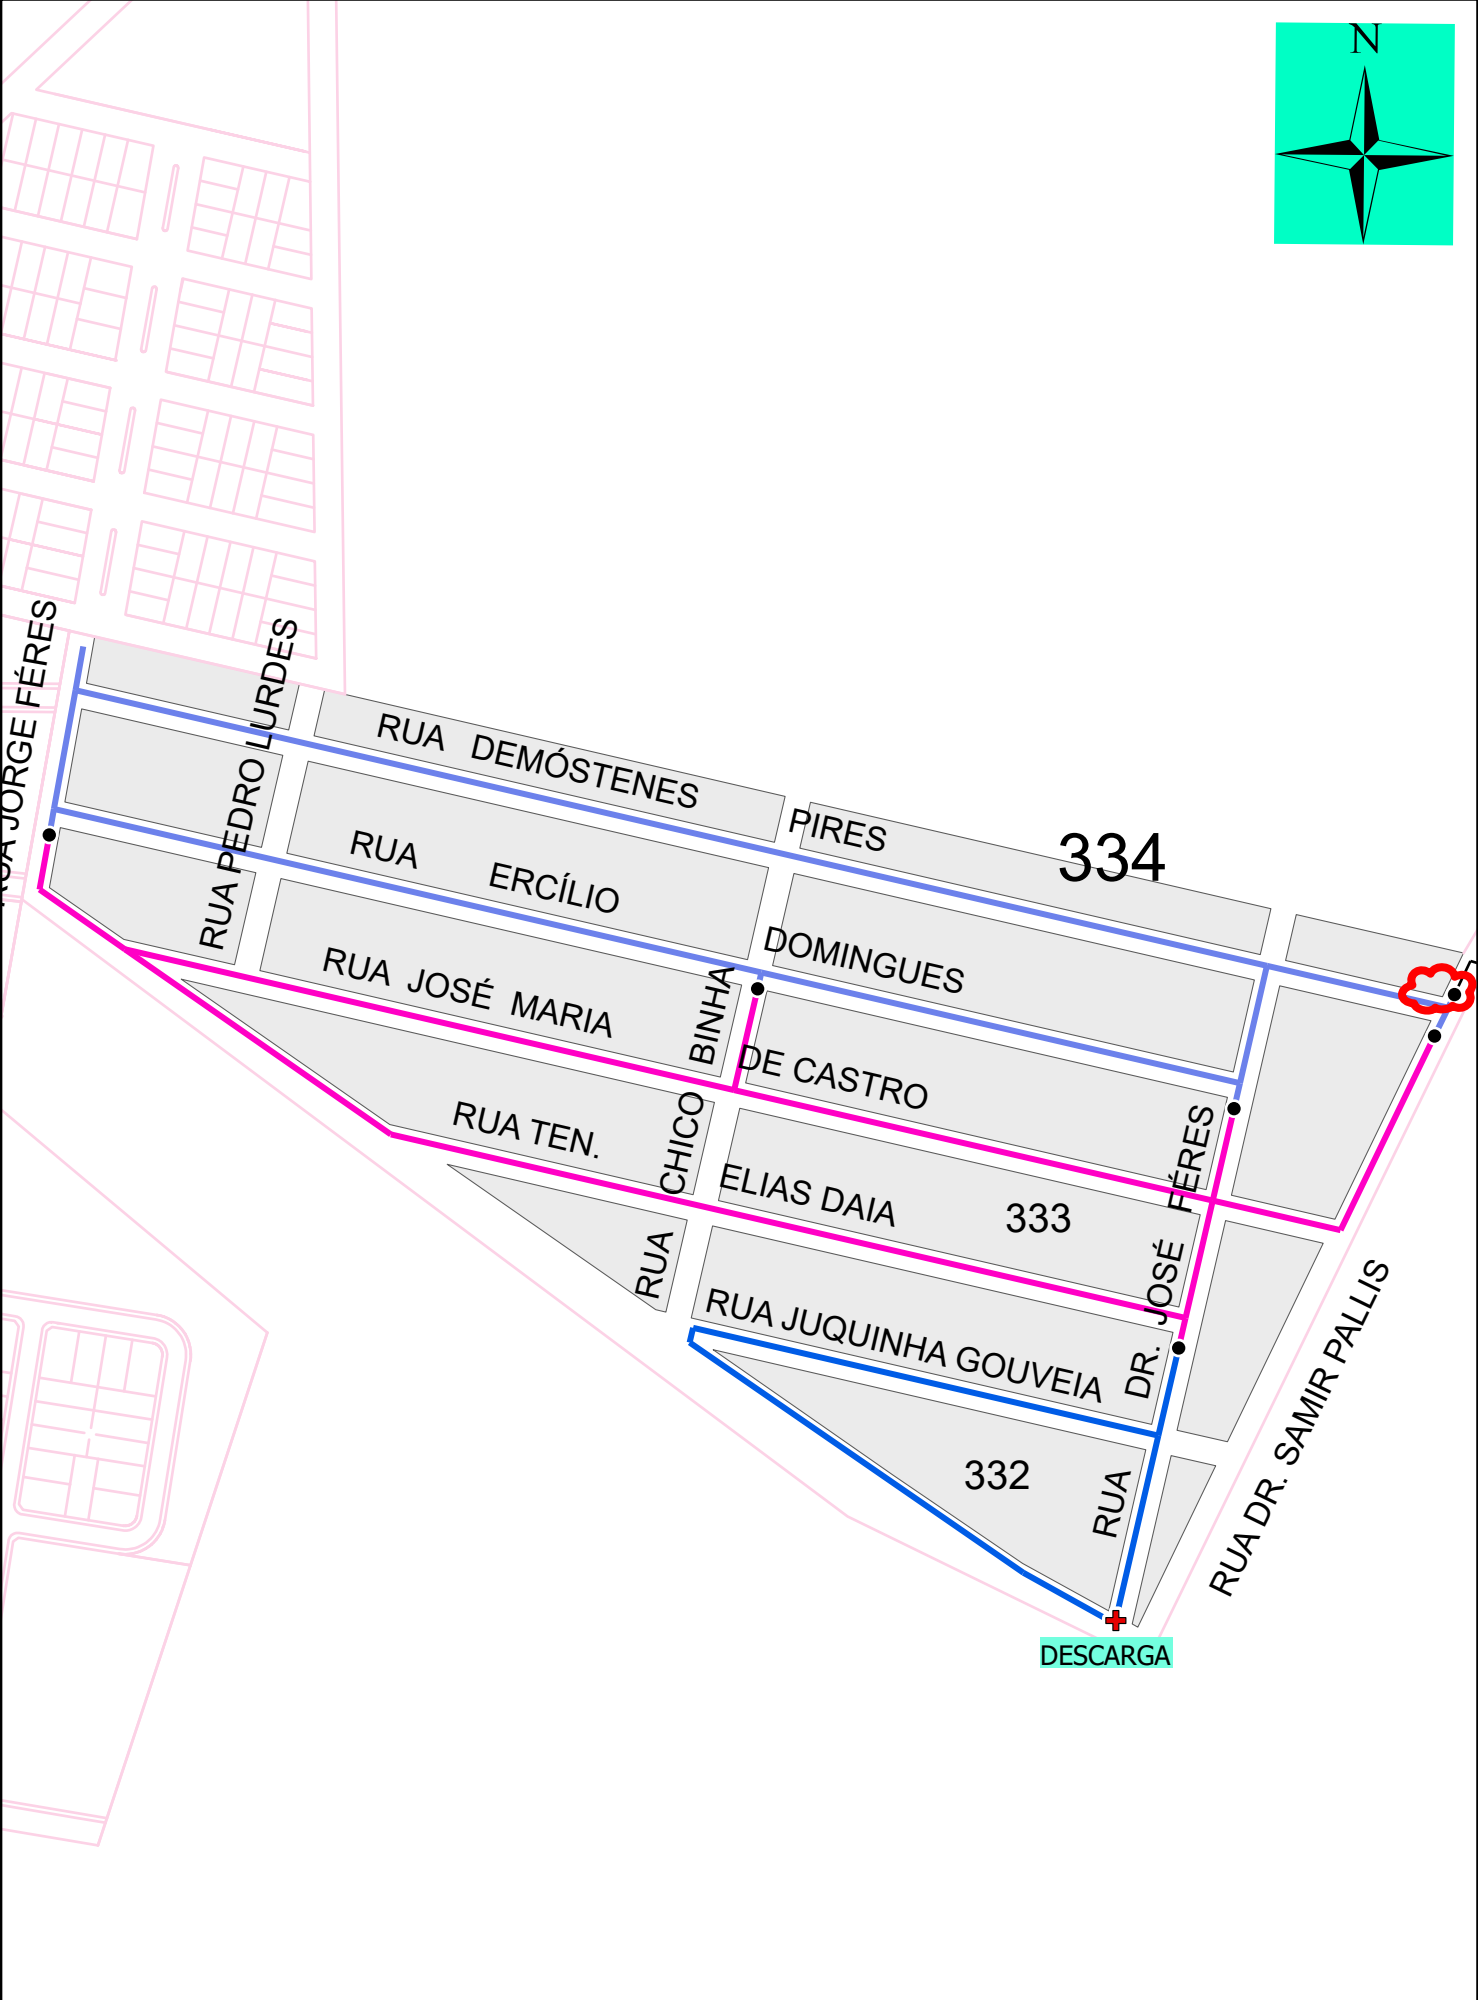 N
RUA JORGE FÉRES
RUA PEDRO LURDES
RUA DEMÓSTENES PIRES
334
RUA ERCÍLIO DOMINGUES
RUA JOSÉ MARIA DE CASTRO
RUA CHICO BINHA
RUA TEN. ELIAS DAIA
333
RUA DR. JOSÉ FÉRES
RUA JUQUINHA GOUVEIA
332
RUA DR. SAMIR PALLIS
DESCARGA